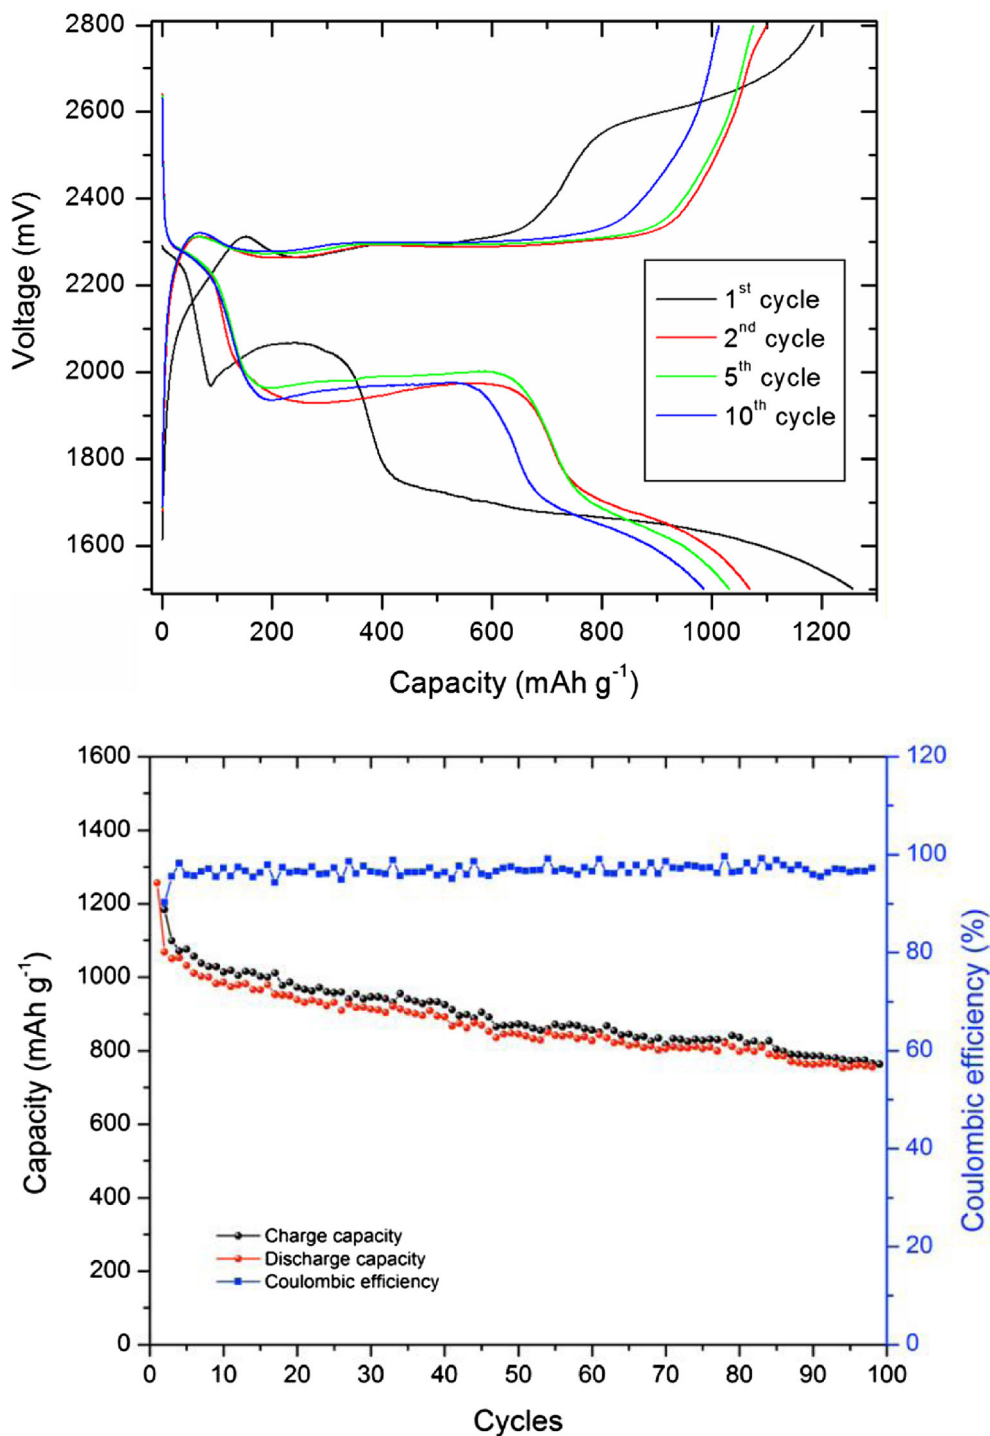 2800
2600
2400
2200
2000
1800
1600
Voltage (mV)
1st cycle
2nd cycle
5th cycle
10th cycle
0 200 400 600 800 1000 1200
Capacity (mAh g-1)
1600
1400
1200
1000
800
600
400
200
0
Capacity (mAh g-1)
120
100
80
60
40
20
0
Coulombic efficiency (%)
Charge capacity
Discharge capacity
Coulombic efficiency
0 10 20 30 40 50 60 70 80 90 100
Cycles